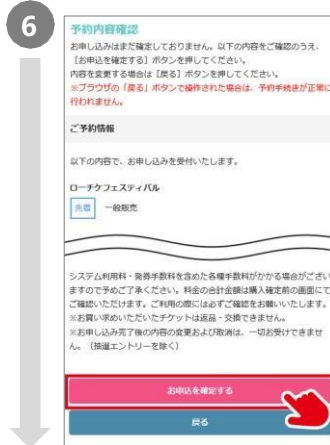 6
予約内容確認
お申し込みはまだ確定しておりません。以下の内容をご確認のうえ、
[お申込を確定する]ボタンを押してください。
内容を変更する場合は[戻る]ボタンを押してください。
※ブラウザの「戻る」ボタンで操作された場合は、予約手続きが正常に
行われません。
ご予約情報
以下の内容で、お申し込みを受付いたします。
ローチケフェスティバル
先着 一般販売
システム利用料・発券手数料を含めた各種手数料がかかる場合がござい
ますので予めご了承ください。料金の合計金額は購入確定前の画面にて
ご確認いただけます。ご利用の際には必ずご確認をお願いいたします。
※お買い求めいただいたチケットは返品・交換できません。
※お申し込み完了後の内容の変更および取消は、一切お受けできませ
ん。（抽選エントリーを除く）
お申込を確定する
戻る